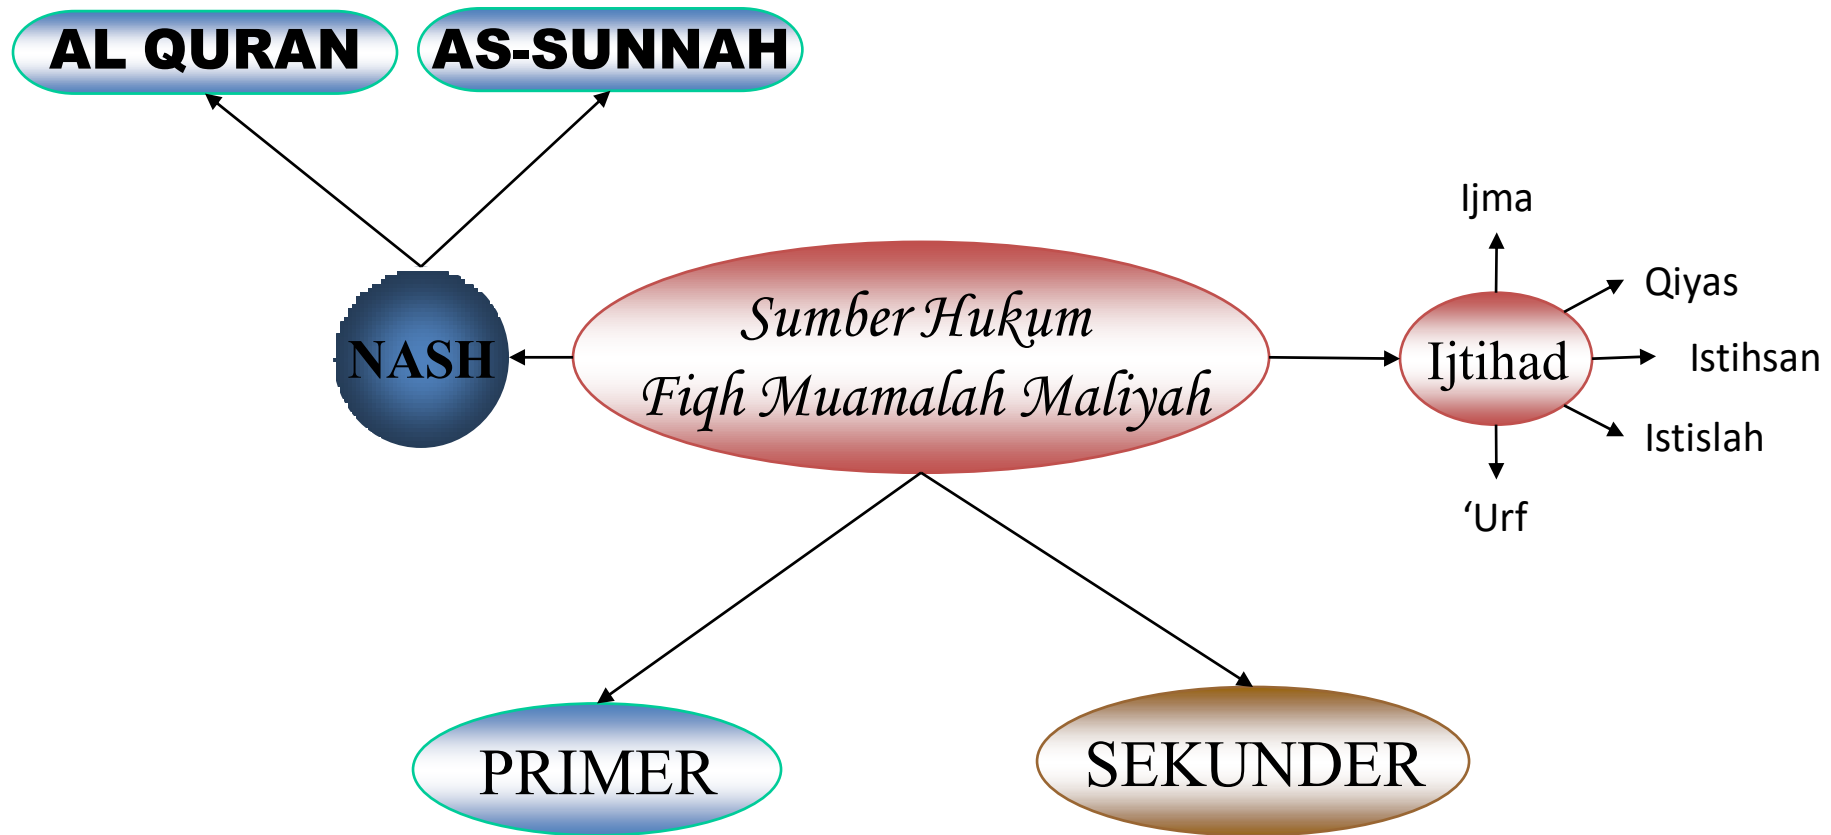 AL QURAN
AS-SUNNAH
NASH
Sumber Hukum
Fiqh Muamalah Maliyah
Ijtihad
Ijma
Qiyas
Istihsan
Istislah
‘Urf
PRIMER
SEKUNDER